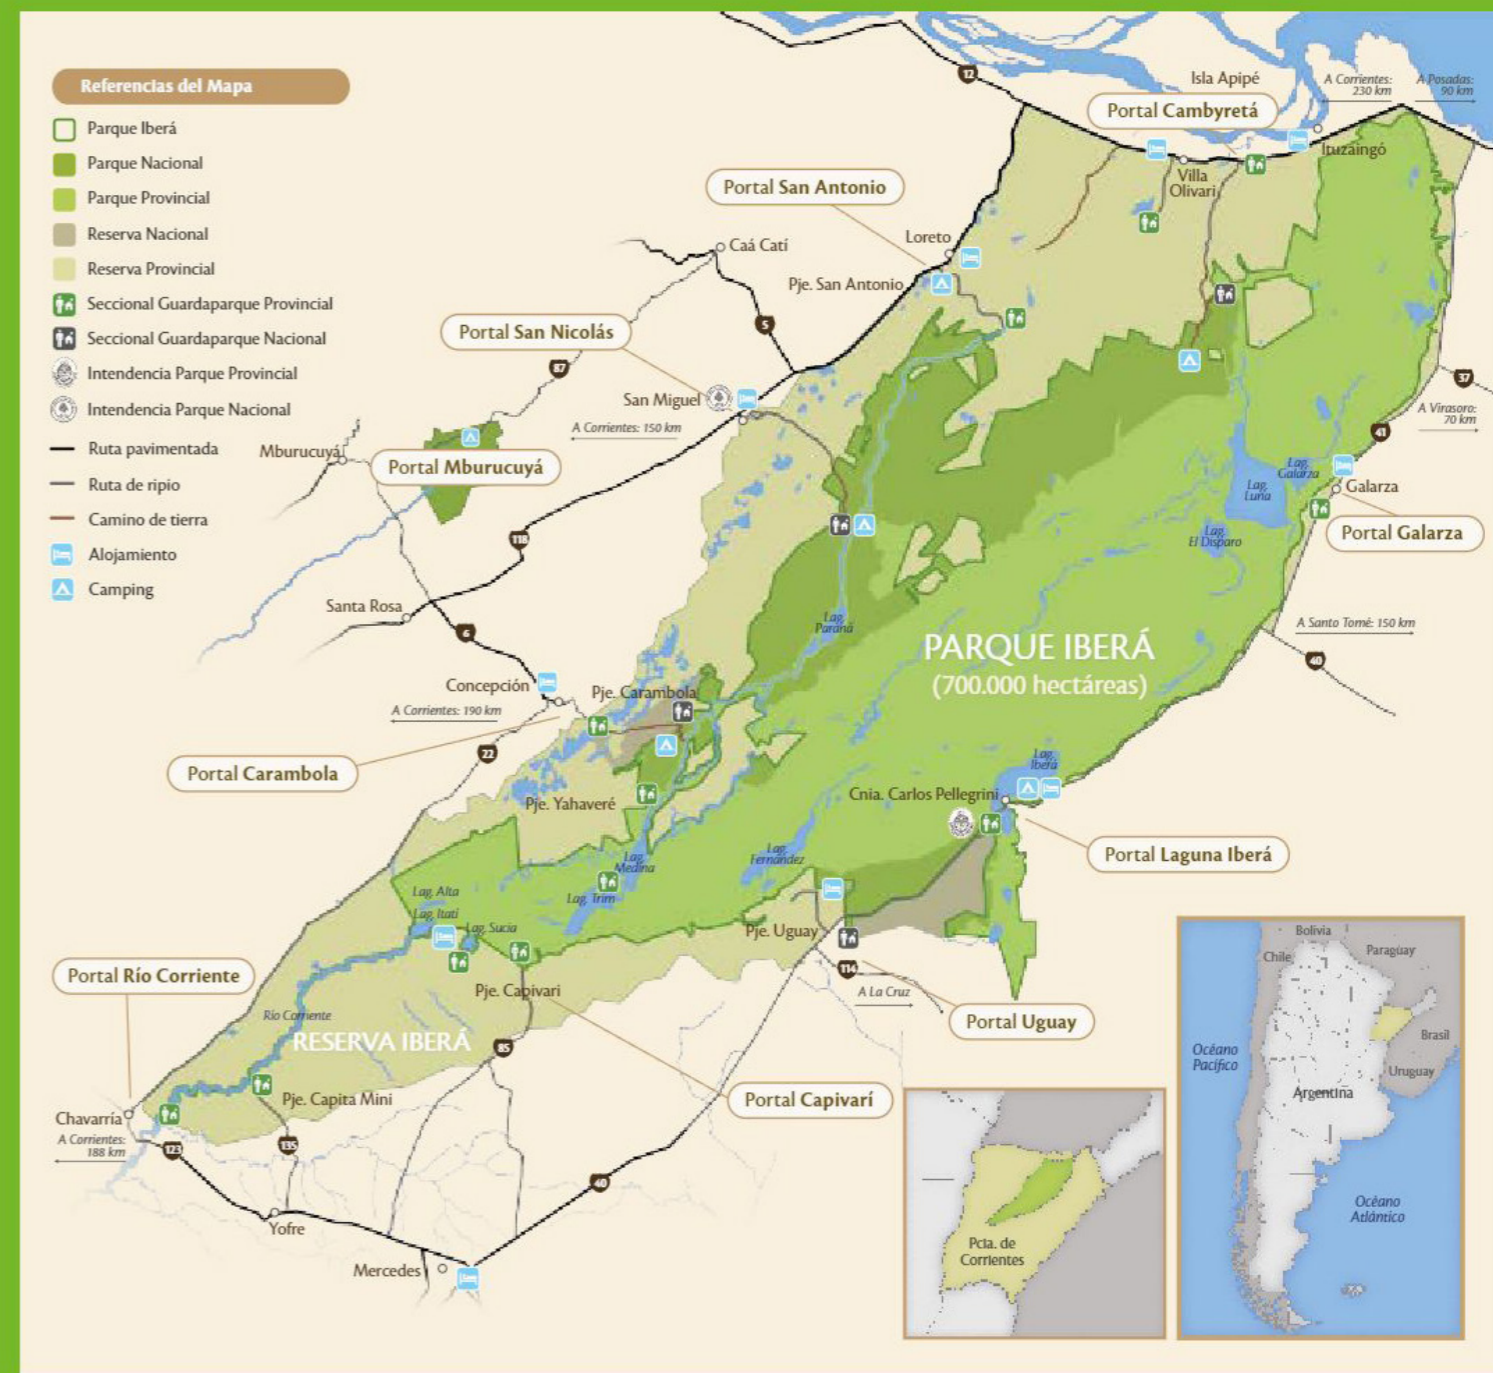 Referencias del Mapa
Parque Iberá
Parque Nacional
Parque Provincial
Reserva Nacional
Reserva Provincial
Seccional Guardaparque Provincial
Seccional Guardaparque Nacional
Intendencia Parque Provincial
Intendencia Parque Nacional
Ruta pavimentada
Ruta de ripio
Camino de tierra
Alojamiento
Camping
12
Isla Apipé
A Corrientes:
230 km
A Posadas:
90 km
Portal Cambyretá
Ituzaingó
Villa
Olivari
Portal San Antonio
Loreto
Caá Catí
Pje. San Antonio
5
Portal San Nicolás
87
San Miguel
A Corrientes: 150 km
37
A Virasoro:
70 km
41
Mburucuyá
Portal Mburucuyá
Lag.
Galarza
Lag.
Luna
Galarza
Portal Galarza
Lag.
El Disparo
118
Santa Rosa
6
Lag.
Paraná
A Santo Tomé: 150 km
40
PARQUE IBERÁ
(700.000 hectáreas)
Concepción
Pje. Carambola
A Corrientes: 190 km
22
Portal Carambola
Lag.
Iberá
Cnia. Carlos Pellegrini
Pje. Yahaveré
Portal Laguna Iberá
Lag.
Medina
Lag.
Fernández
Lag. Trim
Lag. Alta
Lag. Itatí
Lag. Sucia
Pje. Uguay
114
A La Cruz
Portal Uguay
Portal Río Corriente
Pje. Capivari
Río Corriente
RESERVA IBERÁ
85
Portal Capivarí
Pje. Capita Mini
Chavarría
A Corrientes:
188 km
123
135
40
Yofre
Mercedes
Pcia. de
Corrientes
Bolivia
Chile
Paraguay
Brasil
Uruguay
Argentina
Océano
Pacífico
Océano
Atlántico